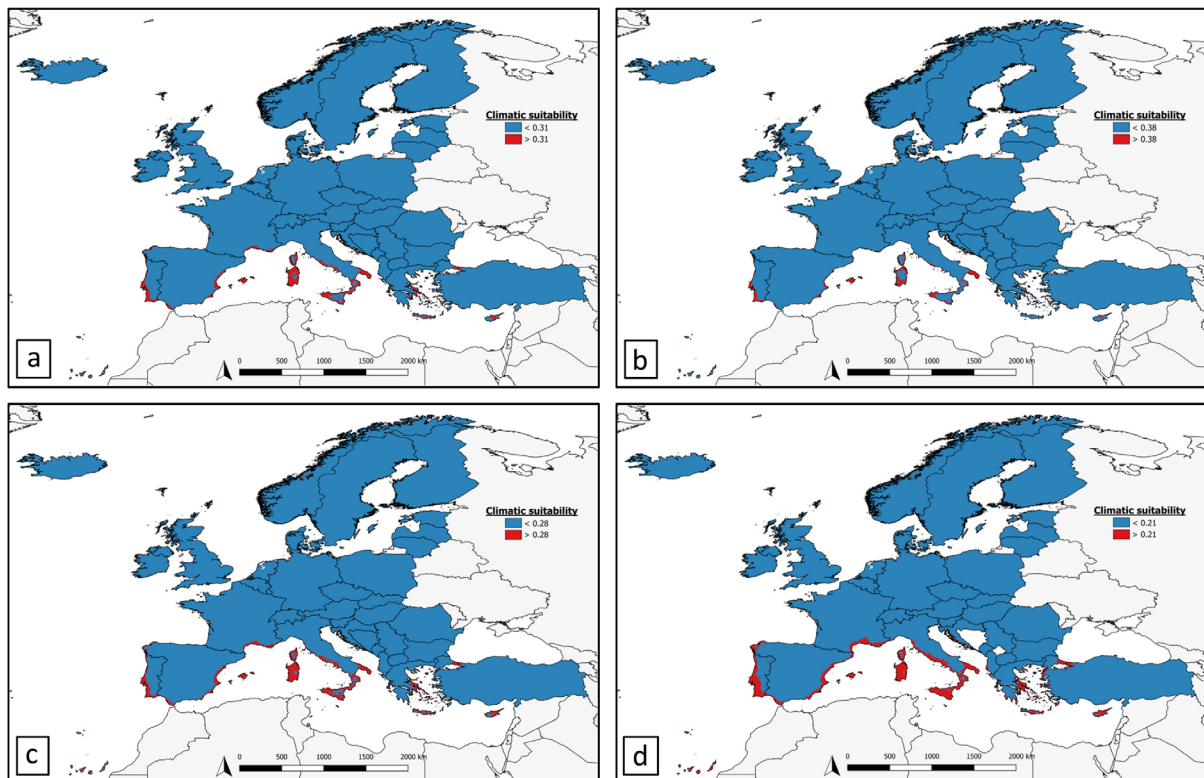 Climatic suitability
< 0.31
> 0.31
0 500 1000 1500 2000 km
a
Climatic suitability
< 0.38
> 0.38
0 500 1000 1500 2000 km
b
Climatic suitability
< 0.28
> 0.28
0 500 1000 1500 2000 km
c
Climatic suitability
< 0.21
> 0.21
0 500 1000 1500 2000 km
d